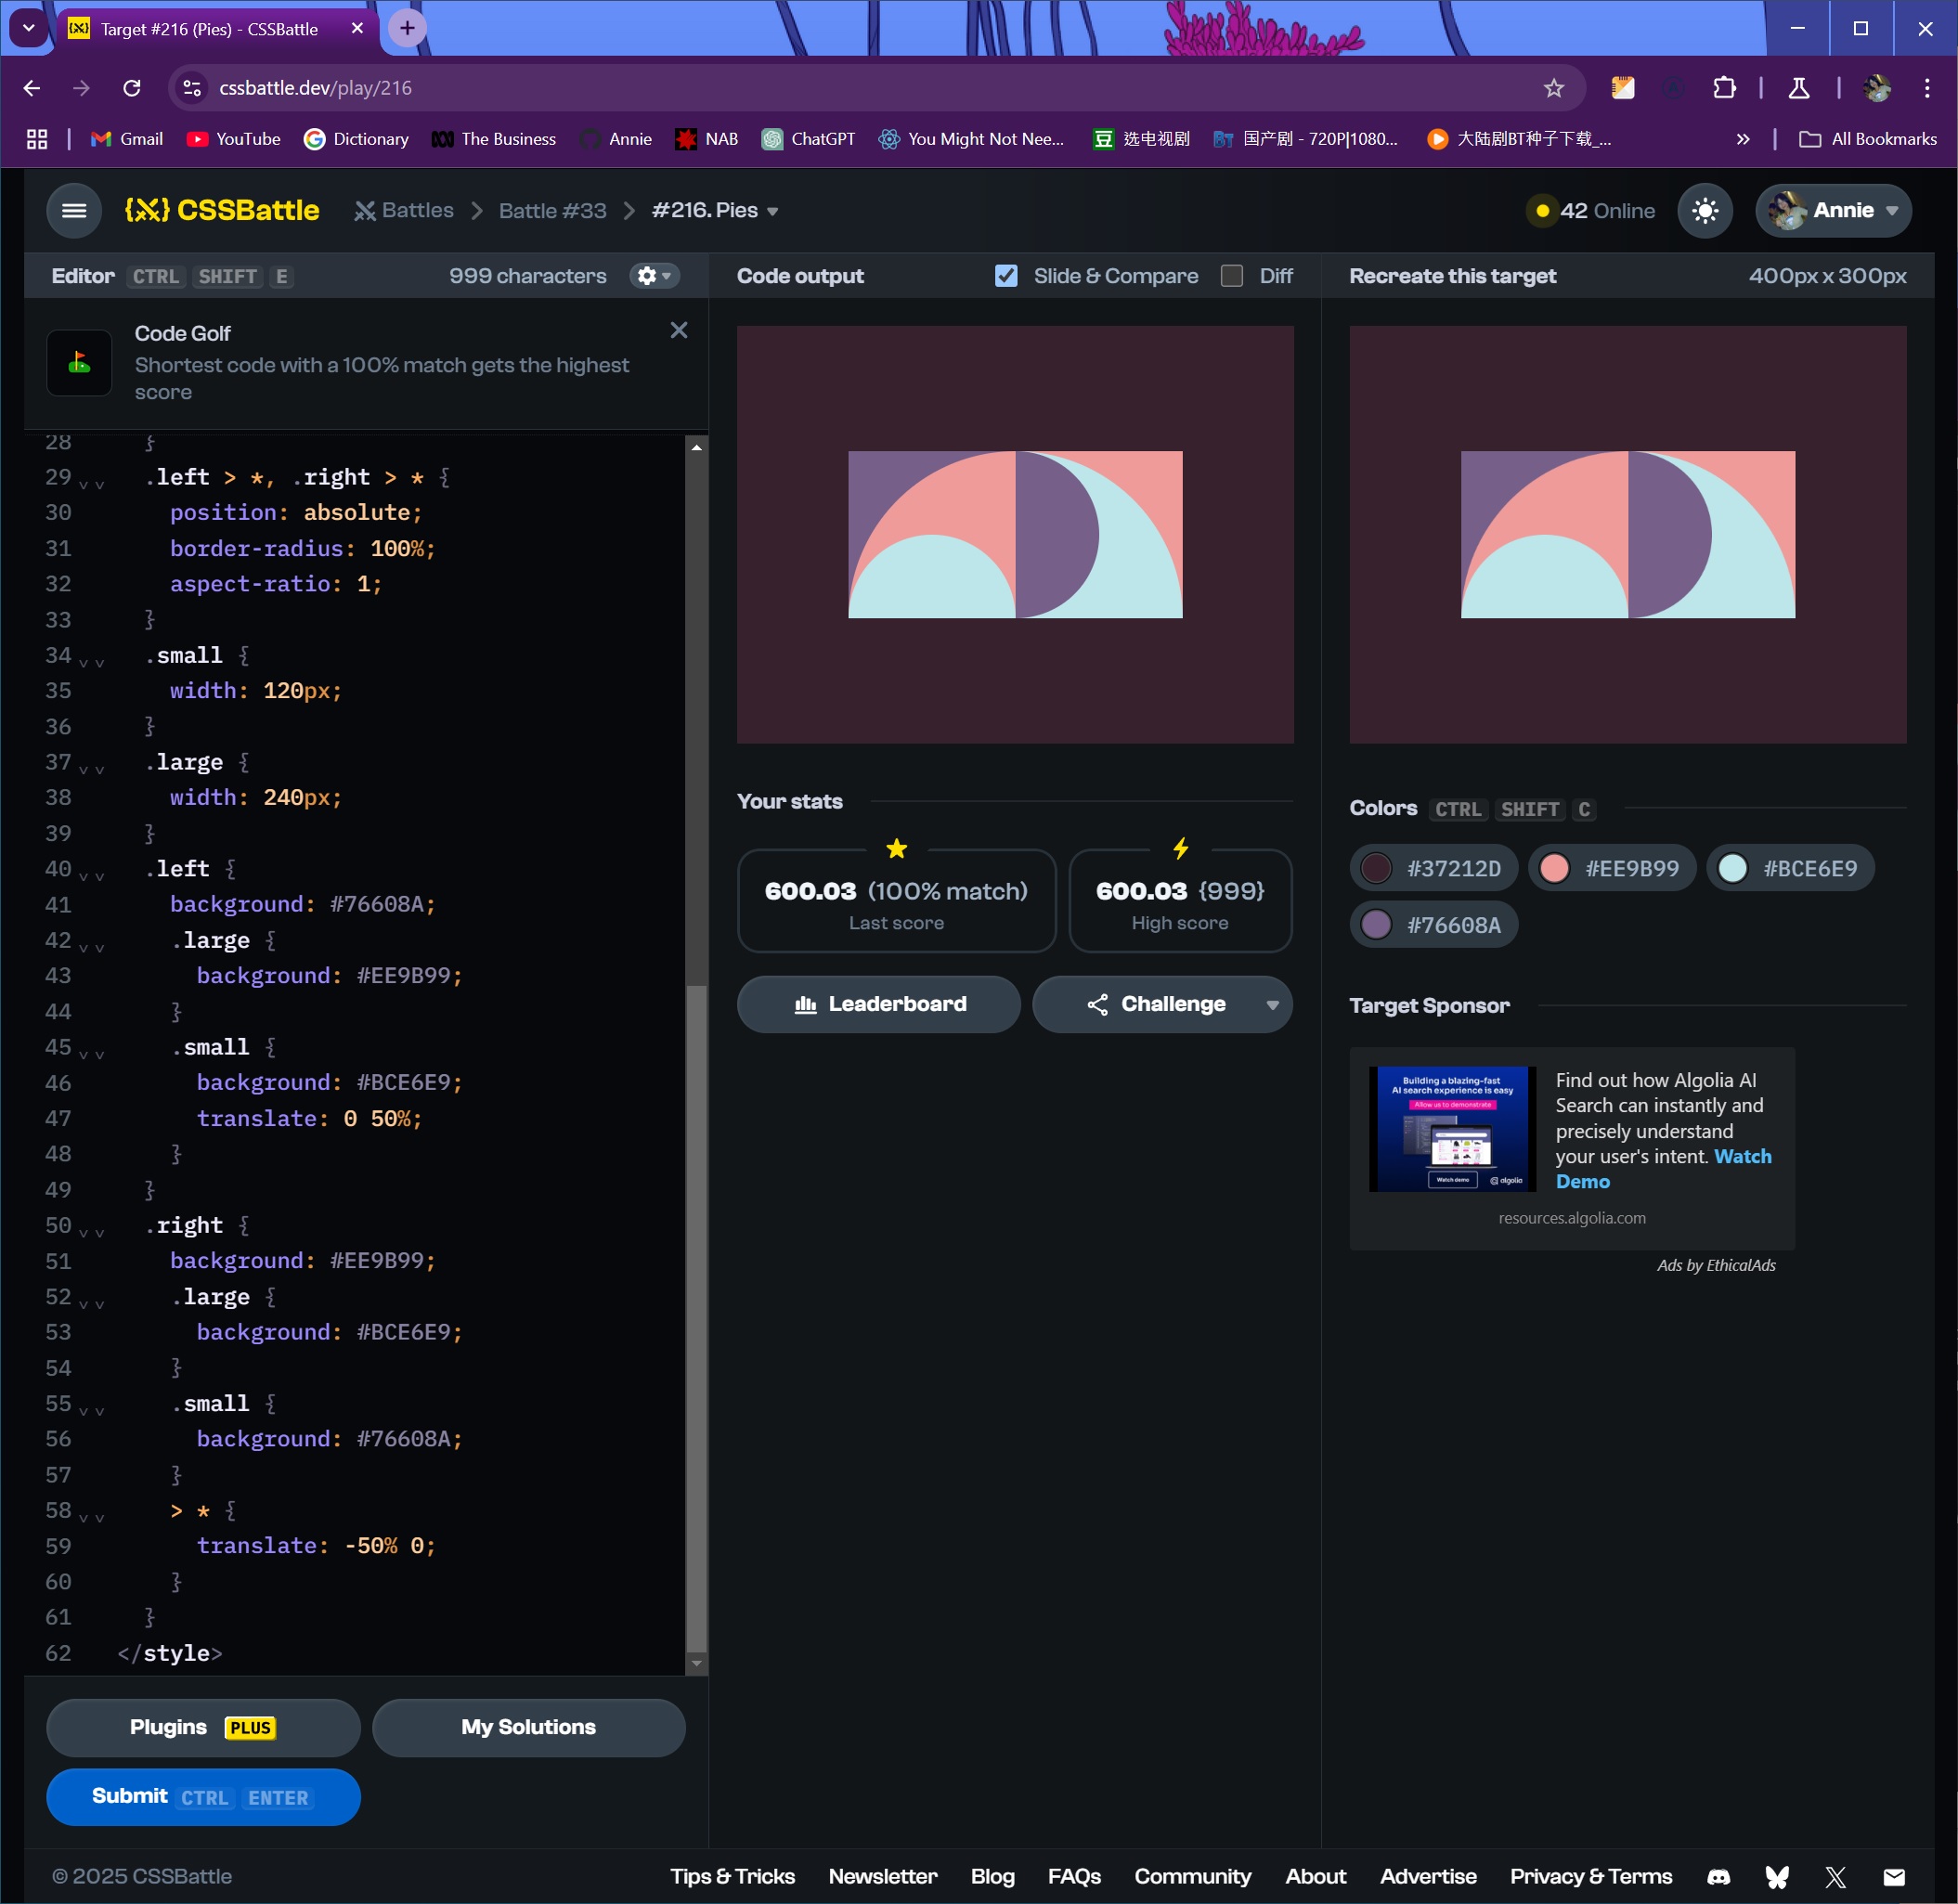 Target #216 (Pies) - CSSBattle
cssbattle.dev/play/216
Gmail YouTube Dictionary The Business Annie NAB ChatGPT You Might Not Nee... 选电视剧 国产剧 - 720P|1080... 大陆剧BT种子下载_... All Bookmarks
{X} CSSBattle Battles Battle #33 #216. Pies 42 Online Annie
Editor CTRL SHIFT E 999 characters
Code Golf
Shortest code with a 100% match gets the highest
score
28 }
29 .left > *, .right > * {
30 position: absolute;
31 border-radius: 100%;
32 aspect-ratio: 1;
33 }
34 .small {
35 width: 120px;
36 }
37 .large {
38 width: 240px;
39 }
40 .left {
41 background: #76608A;
42 .large {
43 background: #EE9B99;
44 }
45 .small {
46 background: #BCE6E9;
47 translate: 0 50%;
48 }
49 }
50 .right {
51 background: #EE9B99;
52 .large {
53 background: #BCE6E9;
54 }
55 .small {
56 background: #76608A;
57 }
58 > * {
59 translate: -50% 0;
60 }
61 }
62 </style>
Plugins PLUS My Solutions
Submit CTRL ENTER
Code output Slide & Compare Diff
Your stats
600.03 (100% match)
Last score
600.03 {999}
High score
Leaderboard Challenge
Recreate this target 400px x 300px
Colors CTRL SHIFT C
#37212D #EE9B99 #BCE6E9
#76608A
Target Sponsor
Building a blazing-fast
AI search experience is easy
Allow us to demonstrate
Watch demo algolia
Find out how Algolia AI
Search can instantly and
precisely understand
your user's intent. Watch
Demo
resources.algolia.com
Ads by EthicalAds
© 2025 CSSBattle Tips & Tricks Newsletter Blog FAQs Community About Advertise Privacy & Terms